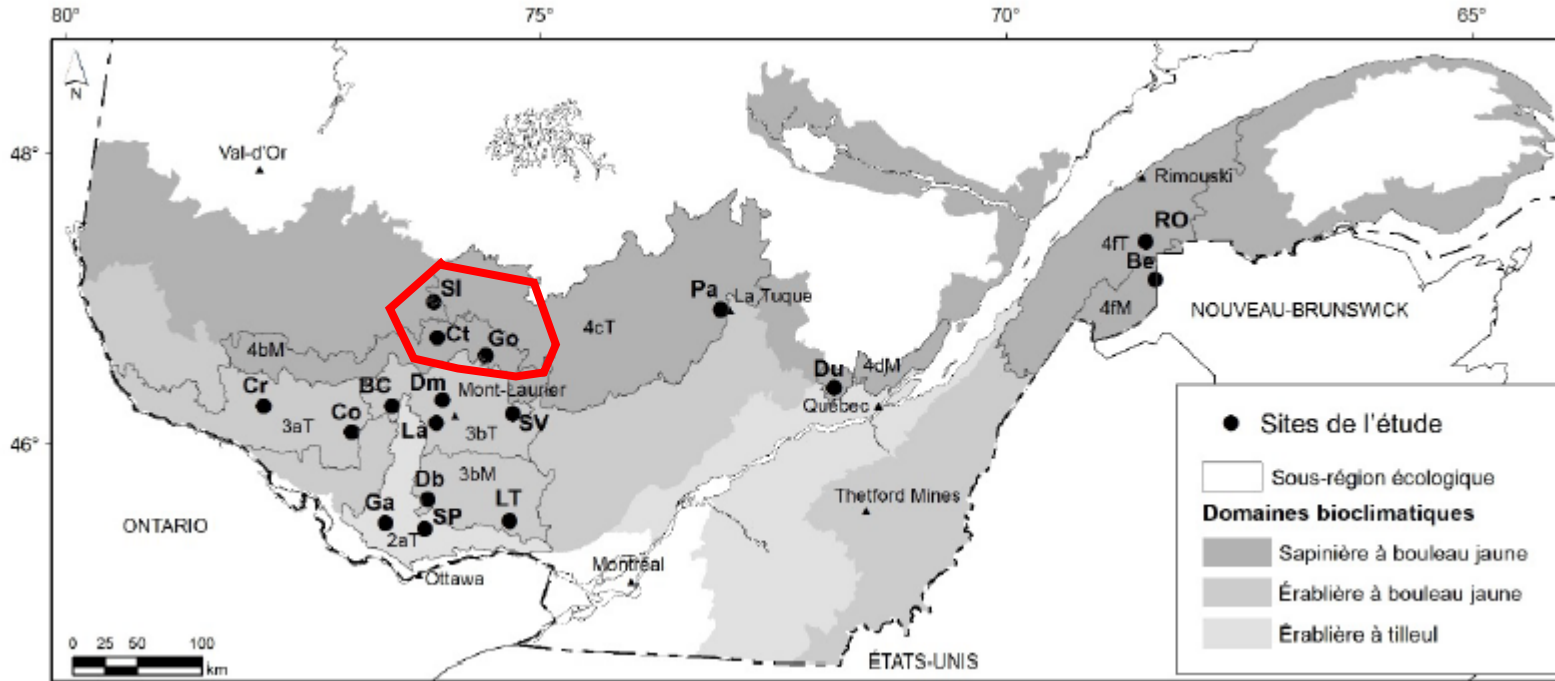 80°
75°
70°
65°
N
48°
46°
Val-d'Or
Rimouski
RO
4fT
Be
4fM
NOUVEAU-BRUNSWICK
SI
Ct
Go
4bM
4cT
Pa
La Tuque
Cr
BC
Dm
Mont-Laurier
Co
3aT
La
3bT
SV
Du
4dM
Québec
3bM
Db
LT
Ga
SP
2aT
Thetford Mines
ONTARIO
Ottawa
Montréal
ÉTATS-UNIS
0 25 50 100
km
Sites de l'étude
Sous-région écologique
Domaines bioclimatiques
Sapinière à bouleau jaune
Érablière à bouleau jaune
Érablière à tilleul